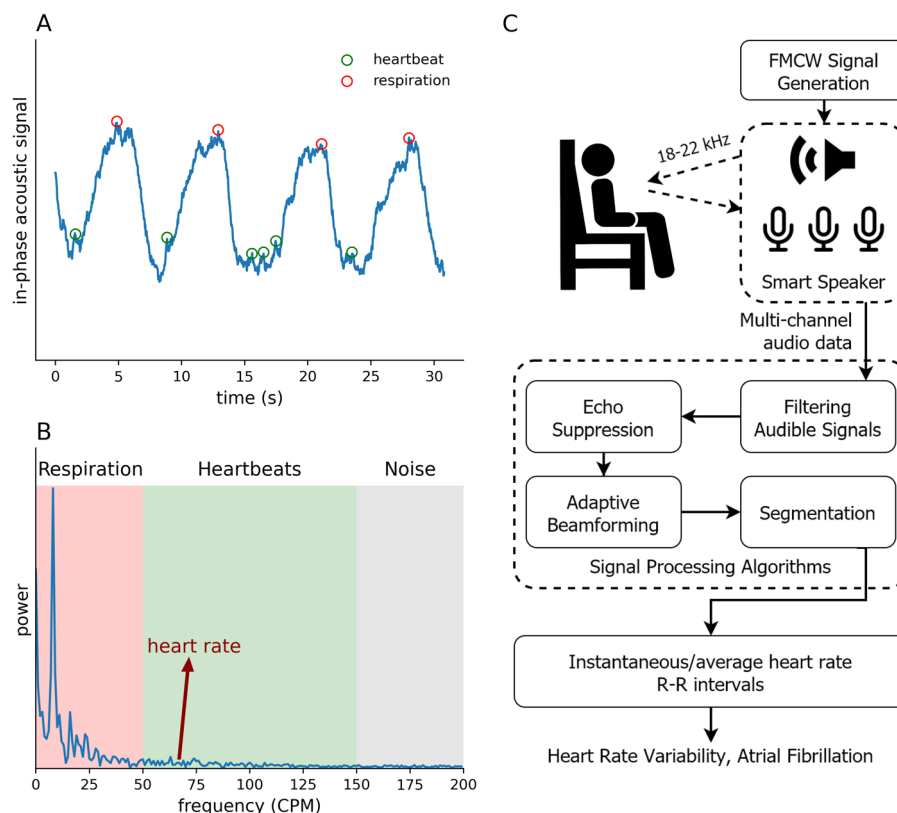 A
heartbeat
respiration
in-phase acoustic signal
0 5 10 15 20 25 30
time (s)
B
Respiration Heartbeats Noise
power
heart rate
0 25 50 75 100 125 150 175 200
frequency (CPM)
C
FMCW Signal
Generation
18-22 kHz
Smart Speaker
Multi-channel
audio data
Echo
Suppression
Filtering
Audible Signals
Adaptive
Beamforming
Segmentation
Signal Processing Algorithms
Instantaneous/average heart rate
R-R intervals
Heart Rate Variability, Atrial Fibrillation